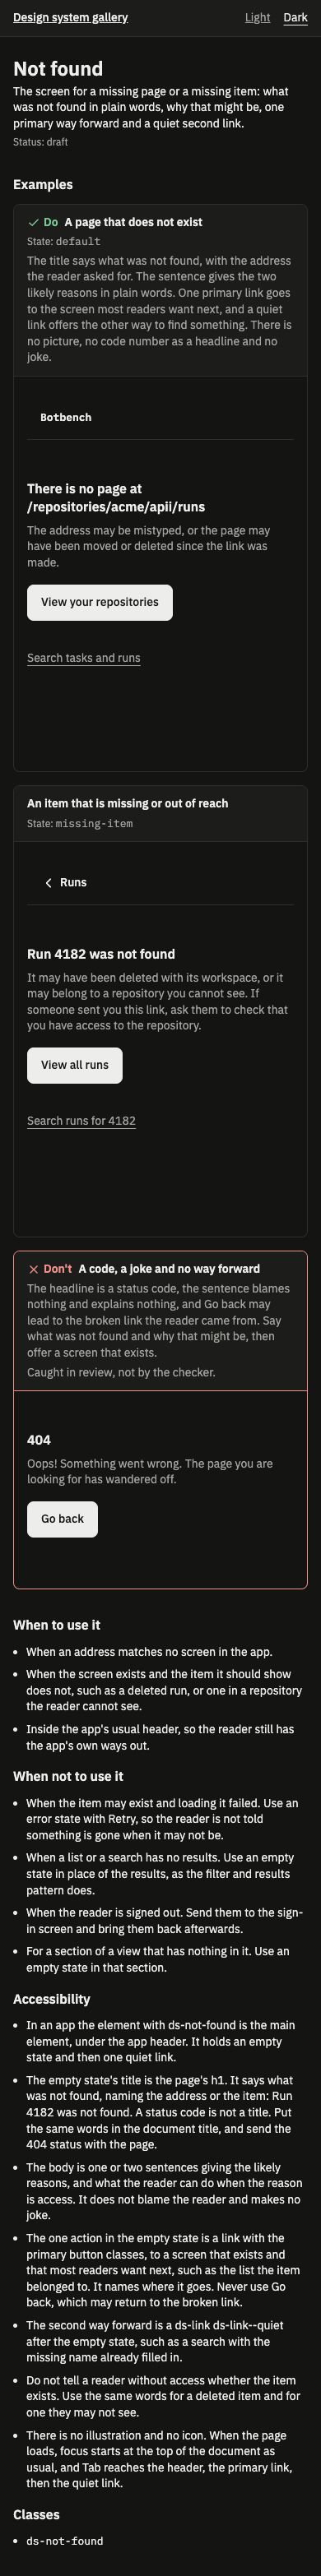 Design system gallery
Light
Dark
Not found
The screen for a missing page or a missing item: what
was not found in plain words, why that might be, one
primary way forward and a quiet second link.
Status: draft
Examples
Do A page that does not exist
State: default
The title says what was not found, with the address
the reader asked for. The sentence gives the two
likely reasons in plain words. One primary link goes
to the screen most readers want next, and a quiet
link offers the other way to find something. There is
no picture, no code number as a headline and no
joke.
Botbench
There is no page at
/repositories/acme/apii/runs
The address may be mistyped, or the page may
have been moved or deleted since the link was
made.
View your repositories
Search tasks and runs
An item that is missing or out of reach
State: missing-item
Runs
Run 4182 was not found
It may have been deleted with its workspace, or it
may belong to a repository you cannot see. If
someone sent you this link, ask them to check that
you have access to the repository.
View all runs
Search runs for 4182
Don't A code, a joke and no way forward
The headline is a status code, the sentence blames
nothing and explains nothing, and Go back may
lead to the broken link the reader came from. Say
what was not found and why that might be, then
offer a screen that exists.
Caught in review, not by the checker.
404
Oops! Something went wrong. The page you are
looking for has wandered off.
Go back
When to use it
• When an address matches no screen in the app.
• When the screen exists and the item it should show
does not, such as a deleted run, or one in a repository
the reader cannot see.
• Inside the app's usual header, so the reader still has
the app's own ways out.
When not to use it
• When the item may exist and loading it failed. Use an
error state with Retry, so the reader is not told
something is gone when it may not be.
• When a list or a search has no results. Use an empty
state in place of the results, as the filter and results
pattern does.
• When the reader is signed out. Send them to the sign-
in screen and bring them back afterwards.
• For a section of a view that has nothing in it. Use an
empty state in that section.
Accessibility
• In an app the element with ds-not-found is the main
element, under the app header. It holds an empty
state and then one quiet link.
• The empty state's title is the page's h1. It says what
was not found, naming the address or the item: Run
4182 was not found. A status code is not a title. Put
the same words in the document title, and send the
404 status with the page.
• The body is one or two sentences giving the likely
reasons, and what the reader can do when the reason
is access. It does not blame the reader and makes no
joke.
• The one action in the empty state is a link with the
primary button classes, to a screen that exists and
that most readers want next, such as the list the item
belonged to. It names where it goes. Never use Go
back, which may return to the broken link.
• The second way forward is a ds-link ds-link--quiet
after the empty state, such as a search with the
missing name already filled in.
• Do not tell a reader without access whether the item
exists. Use the same words for a deleted item and for
one they may not see.
• There is no illustration and no icon. When the page
loads, focus starts at the top of the document as
usual, and Tab reaches the header, the primary link,
then the quiet link.
Classes
• ds-not-found